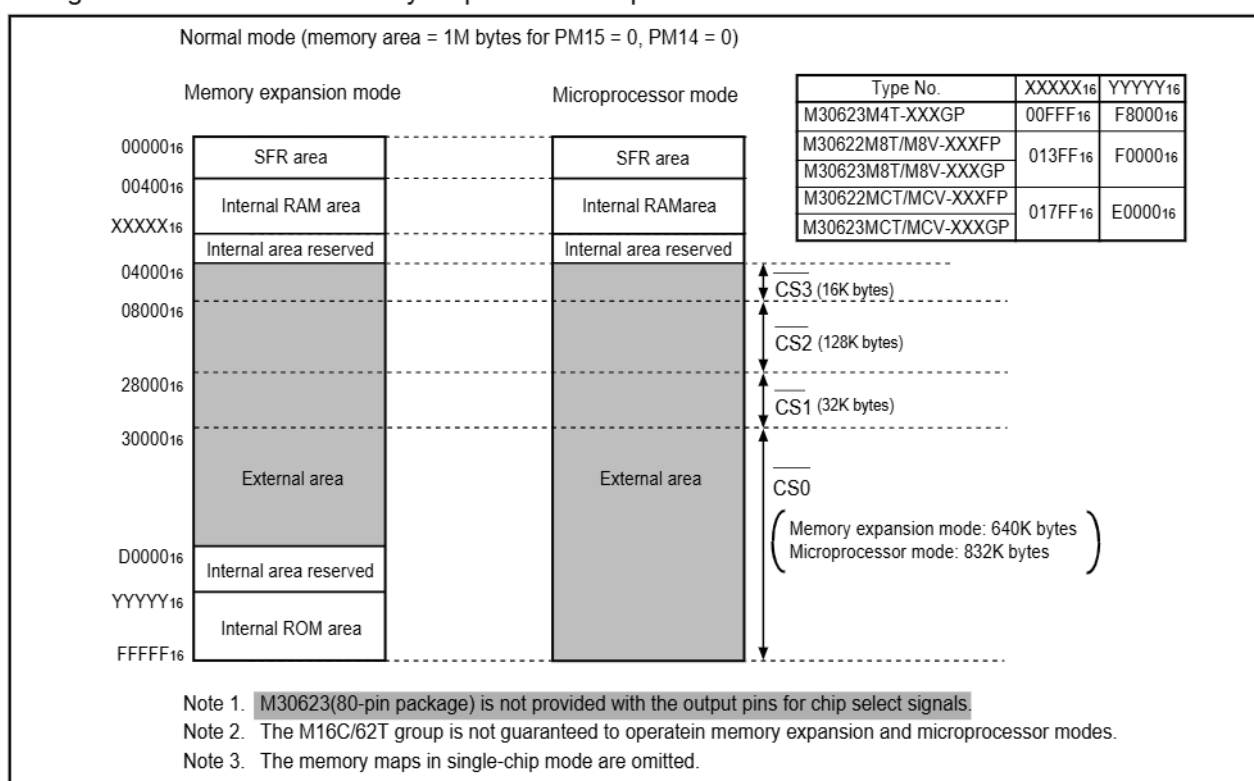 Normal mode (memory area = 1M bytes for PM15 = 0, PM14 = 0)
Memory expansion mode
Microprocessor mode
Type No. XXXXX16 YYYYY16
M30623M4T-XXXGP 00FFF16 F800016
M30622M8T/M8V-XXXFP 013FF16 F000016
M30623M8T/M8V-XXXGP
M30622MCT/MCV-XXXFP 017FF16 E000016
M30623MCT/MCV-XXXGP
0000016
SFR area
SFR area
0040016
Internal RAM area
Internal RAMarea
XXXXX16
Internal area reserved
Internal area reserved
0400016
CS3 (16K bytes)
0800016
CS2 (128K bytes)
2800016
CS1 (32K bytes)
3000016
External area
External area
CS0
Memory expansion mode: 640K bytes
Microprocessor mode: 832K bytes
D000016
Internal area reserved
YYYYY16
Internal ROM area
FFFFF16
Note 1. M30623(80-pin package) is not provided with the output pins for chip select signals.
Note 2. The M16C/62T group is not guaranteed to operatein memory expansion and microprocessor modes.
Note 3. The memory maps in single-chip mode are omitted.